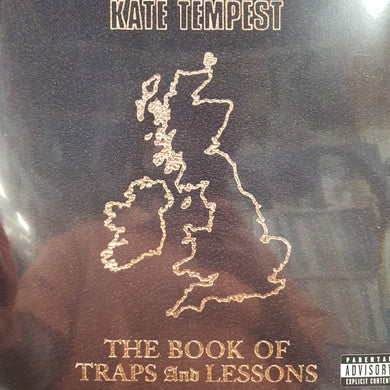 KATE TEMPEST
THE BOOK OF
TRAPS And LESSONS
PARENTAL
ADVISORY
EXPLICIT CONTENT